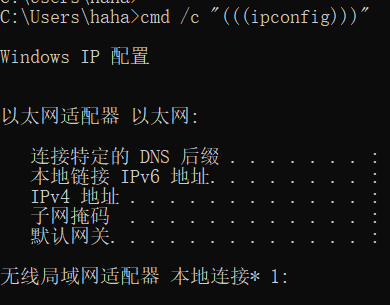 C:\Users\haha>
C:\Users\haha>cmd /c "(((ipconfig)))"
Windows IP 配置
以太网适配器 以太网:
连接特定的 DNS 后缀 . . . . . . . :
本地链接 IPv6 地址. . . . . . . . :
IPv4 地址 . . . . . . . . . . . . :
子网掩码 . . . . . . . . . . . . :
默认网关. . . . . . . . . . . . . :
无线局域网适配器 本地连接* 1: